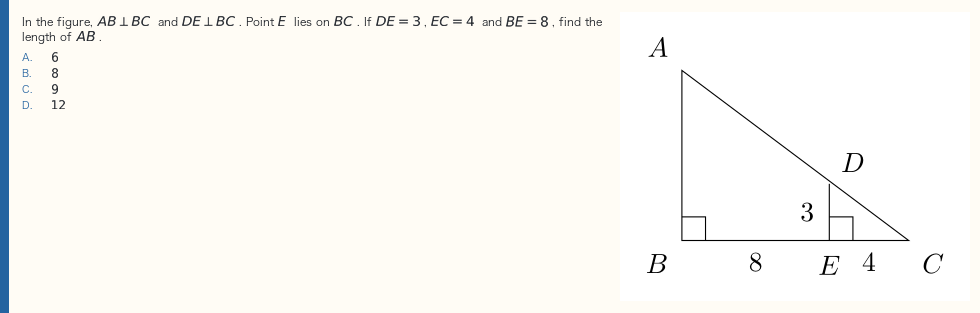 In the figure, AB ⊥ BC and DE ⊥ BC . Point E lies on BC . If DE = 3 , EC = 4 and BE = 8 , find the
length of AB .
A. 6
B. 8
C. 9
D. 12
A
D
3
B
8
E
4
C